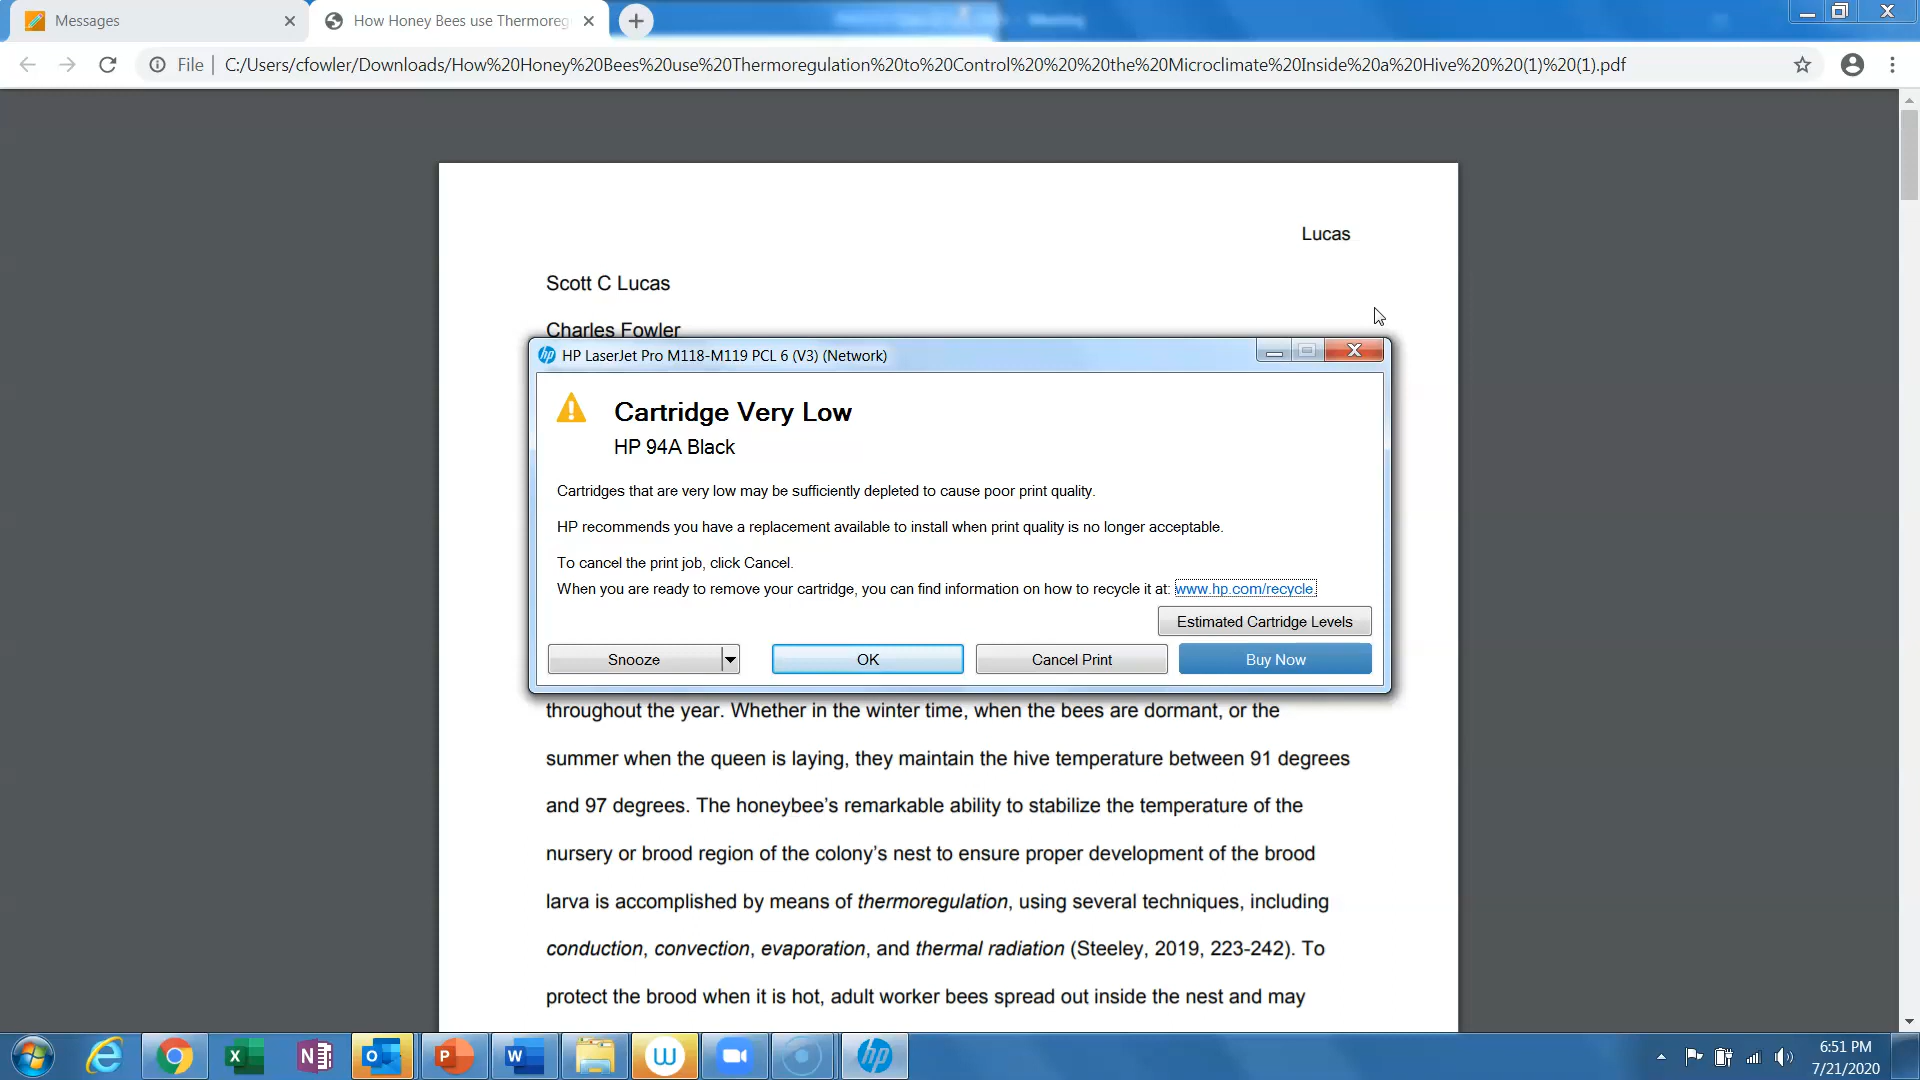 Messages
How Honey Bees use Thermoreg
Meeting
File
C:/Users/cfowler/Downloads/How%20Honey%20Bees%20use%20Thermoregulation%20to%20Control%20%20%20the%20Microclimate%20Inside%20a%20Hive%20%20(1)%20(1).pdf
Lucas
Scott C Lucas
Charles Fowler
HP LaserJet Pro M118-M119 PCL 6 (V3) (Network)
Cartridge Very Low
HP 94A Black
Cartridges that are very low may be sufficiently depleted to cause poor print quality.
HP recommends you have a replacement available to install when print quality is no longer acceptable.
To cancel the print job, click Cancel.
When you are ready to remove your cartridge, you can find information on how to recycle it at: www.hp.com/recycle.
Estimated Cartridge Levels
Snooze
OK
Cancel Print
Buy Now
throughout the year. Whether in the winter time, when the bees are dormant, or the
summer when the queen is laying, they maintain the hive temperature between 91 degrees
and 97 degrees. The honeybee’s remarkable ability to stabilize the temperature of the
nursery or brood region of the colony’s nest to ensure proper development of the brood
larva is accomplished by means of thermoregulation, using several techniques, including
conduction, convection, evaporation, and thermal radiation (Steeley, 2019, 223-242). To
protect the brood when it is hot, adult worker bees spread out inside the nest and may
6:51 PM
7/21/2020